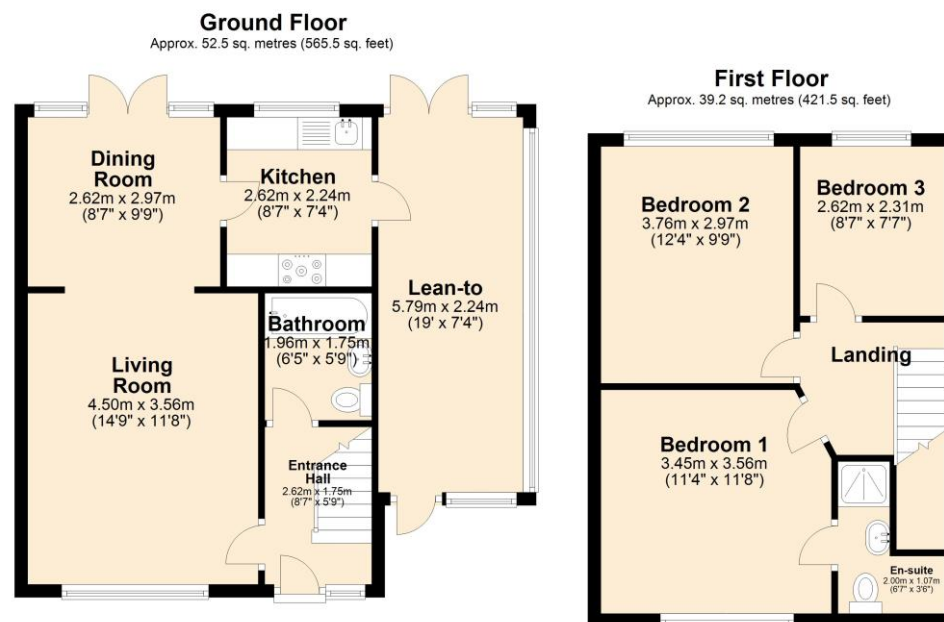 Ground Floor
Approx. 52.5 sq. metres (565.5 sq. feet)
Dining
Room
2.62m x 2.97m
(8'7" x 9'9")
Kitchen
2.62m x 2.24m
(8'7" x 7'4")
Lean-to
5.79m x 2.24m
(19' x 7'4")
Bathroom
1.96m x 1.75m
(6'5" x 5'9")
Living
Room
4.50m x 3.56m
(14'9" x 11'8")
Entrance
Hall
2.62m x 1.75m
(8'7" x 5'9")
First Floor
Approx. 39.2 sq. metres (421.5 sq. feet)
Bedroom 2
3.76m x 2.97m
(12'4" x 9'9")
Bedroom 3
2.62m x 2.31m
(8'7" x 7'7")
Landing
Bedroom 1
3.45m x 3.56m
(11'4" x 11'8")
En-suite
2.00m x 1.07m
(6'7" x 3'6")